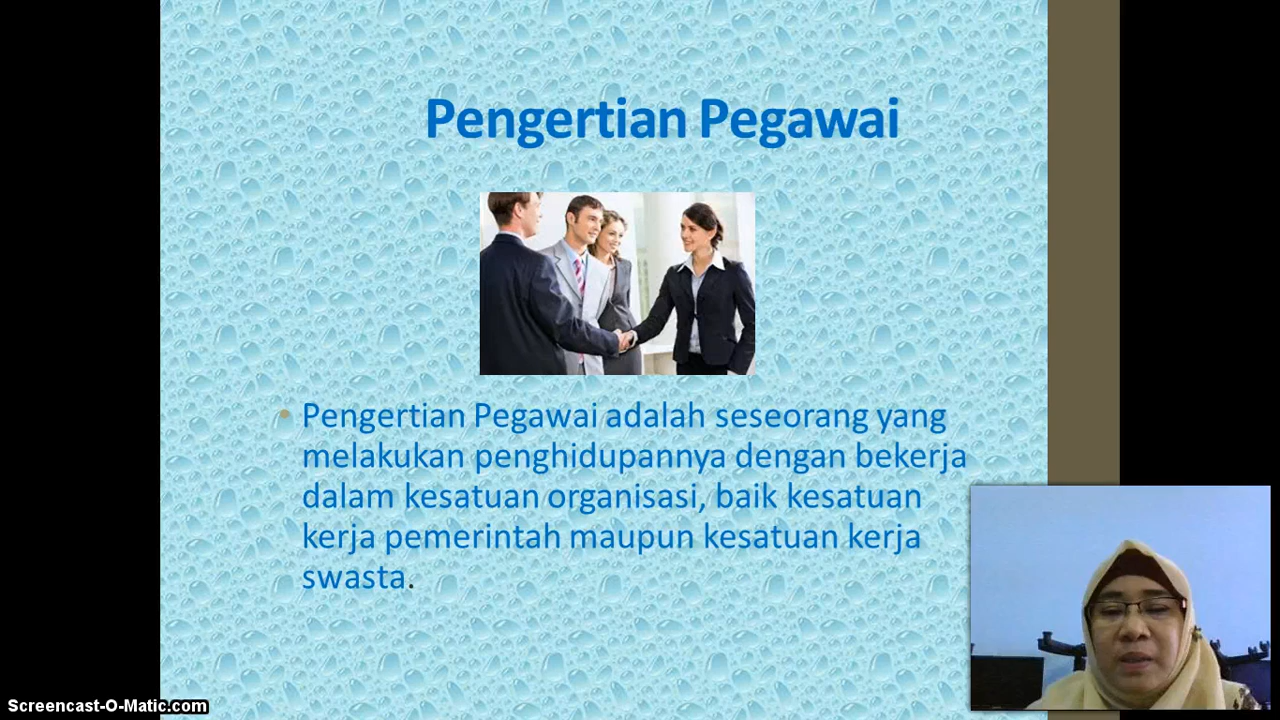 Pengertian Pegawai
• Pengertian Pegawai adalah seseorang yang
melakukan penghidupannya dengan bekerja
dalam kesatuan organisasi, baik kesatuan
kerja pemerintah maupun kesatuan kerja
swasta.
Screencast-O-Matic.com